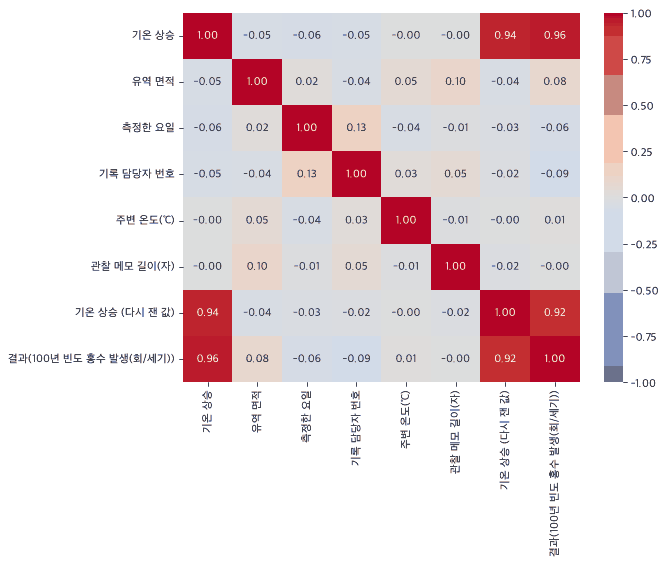 기온 상승 1.00 -0.05 -0.06 -0.05 -0.00 -0.00 0.94 0.96
유역 면적 -0.05 1.00 0.02 -0.04 0.05 0.10 -0.04 0.08
측정한 요일 -0.06 0.02 1.00 0.13 -0.04 -0.01 -0.03 -0.06
기록 담당자 번호 -0.05 -0.04 0.13 1.00 0.03 0.05 -0.02 -0.09
주변 온도(℃) -0.00 0.05 -0.04 0.03 1.00 -0.01 -0.00 0.01
관찰 메모 길이(자) -0.00 0.10 -0.01 0.05 -0.01 1.00 -0.02 -0.00
기온 상승 (다시 잰 값) 0.94 -0.04 -0.03 -0.02 -0.00 -0.02 1.00 0.92
결과(100년 빈도 홍수 발생(회/세기)) 0.96 0.08 -0.06 -0.09 0.01 -0.00 0.92 1.00
기온 상승
유역 면적
측정한 요일
기록 담당자 번호
주변 온도(℃)
관찰 메모 길이(자)
기온 상승 (다시 잰 값)
결과(100년 빈도 홍수 발생(회/세기))
1.00
0.75
0.50
0.25
0.00
-0.25
-0.50
-0.75
-1.00